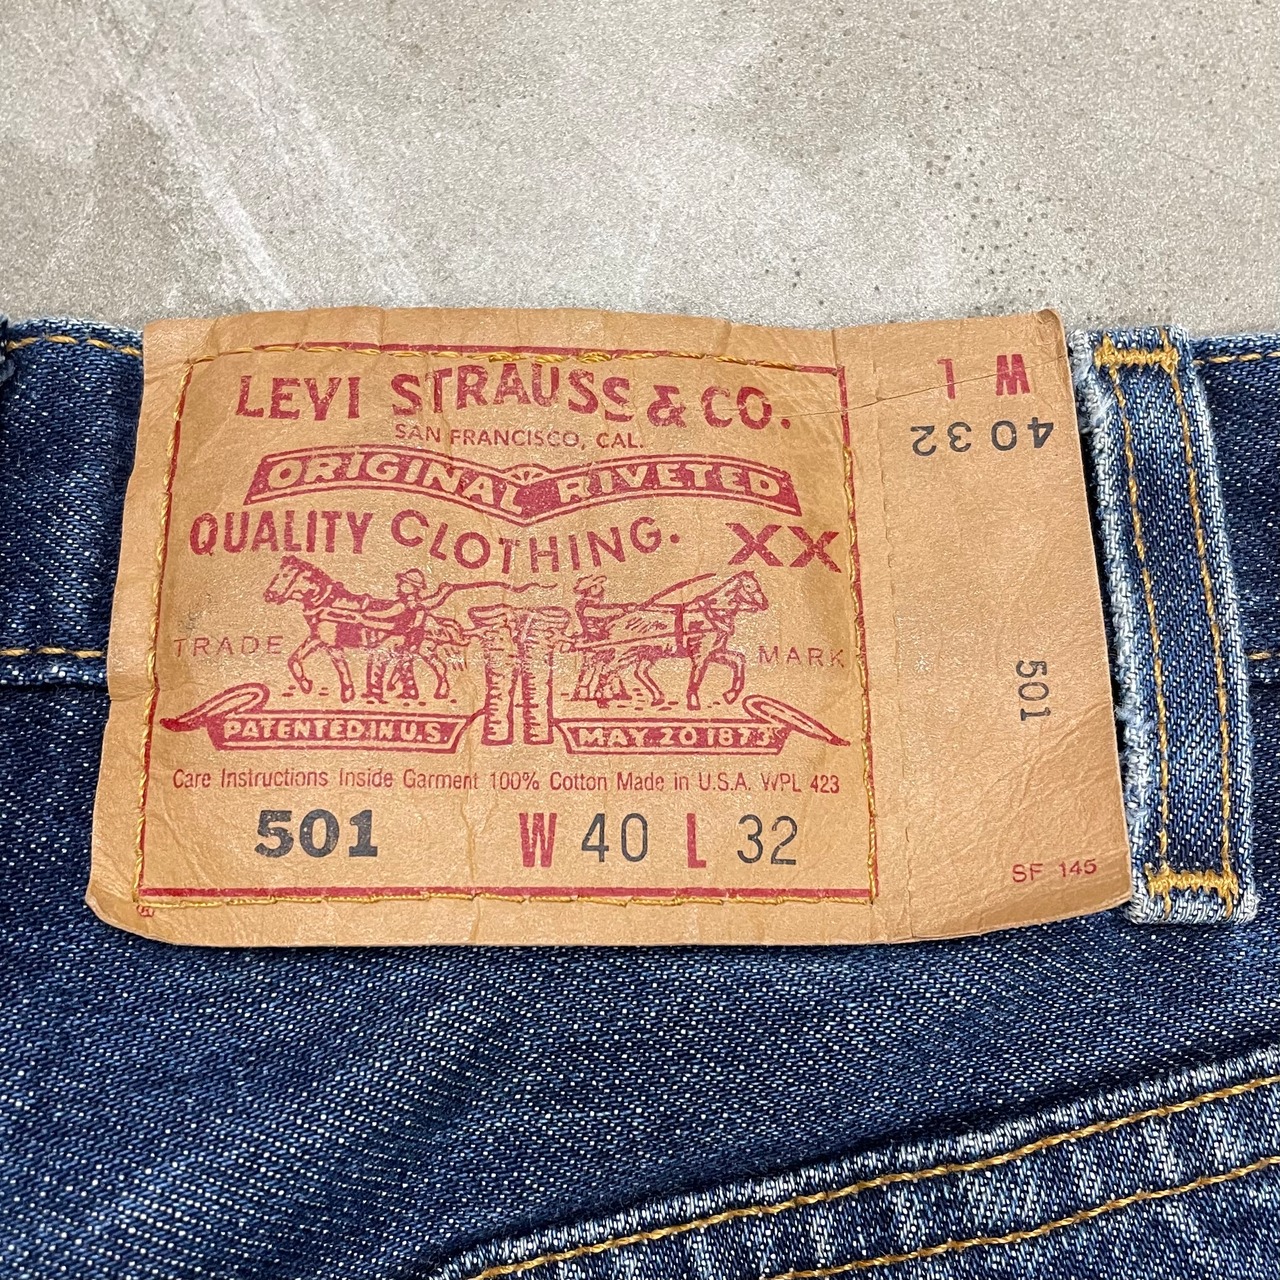 LEVI STRAUSS & CO.
SAN FRANCISCO, CAL.
ORIGINAL RIVETED
QUALITY CLOTHING. XX
TRADE MARK
PATENTED IN U.S. MAY 20 1873
Care Instructions Inside Garment 100% Cotton Made in U.S.A. WPL 423
501 W 40 L 32
®
W L
40 32
501
SF 145